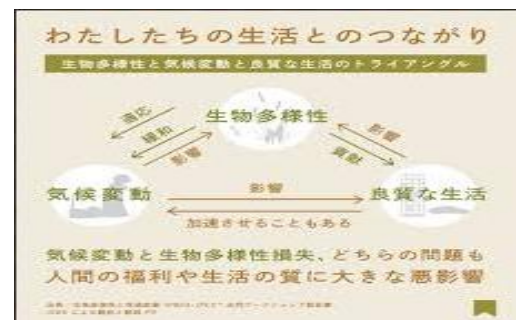 わたしたちの生活とのつながり
生物多様性と気候変動と良質な生活のトライアングル
生物多様性
適応
緩和
影響
影響
貢献
気候変動
影響
良質な生活
加速させることもある
気候変動と生物多様性損失、どちらの問題も
人間の福利や生活の質に大きな悪影響